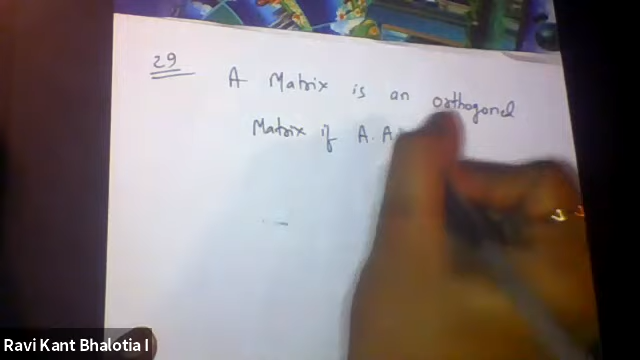 29
A Matrix is an orthogonal
Matrix if A.A
Ravi Kant Bhalotia I